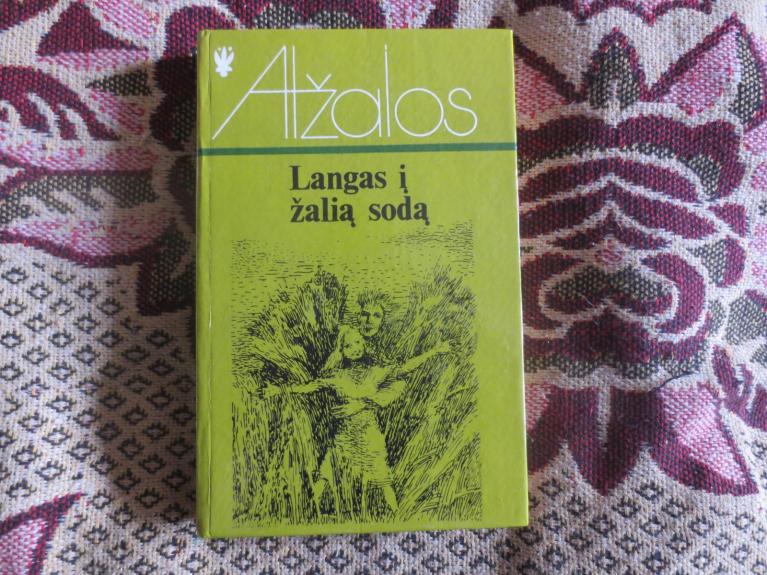 Atžalos
Langas į
žalią sodą